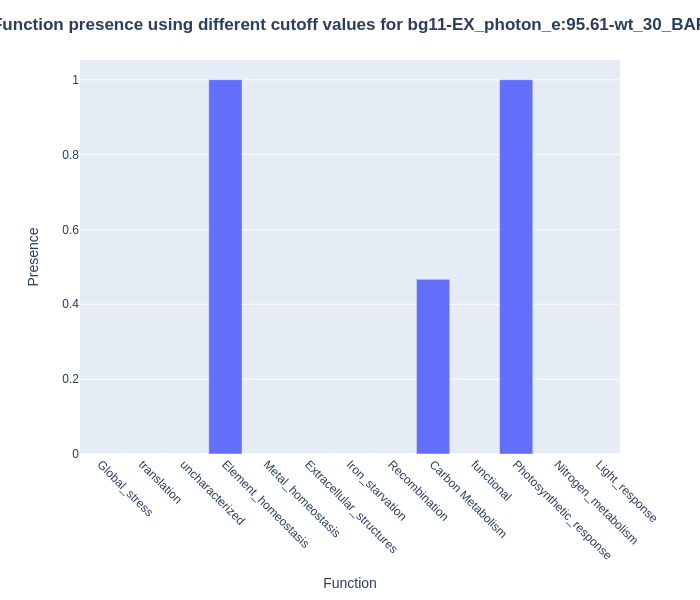 Function presence using different cutoff values for bg11-EX_photon_e:95.61-wt_30_BAR
Presence
1
0.8
0.6
0.4
0.2
0
Global_stress
translation
uncharacterized
Element_homeostasis
Metal_homeostasis
Extracellular_structures
Iron_starvation
Recombination
Carbon Metabolism
functional
Photosynthetic_response
Nitrogen_metabolism
Light_response
Function